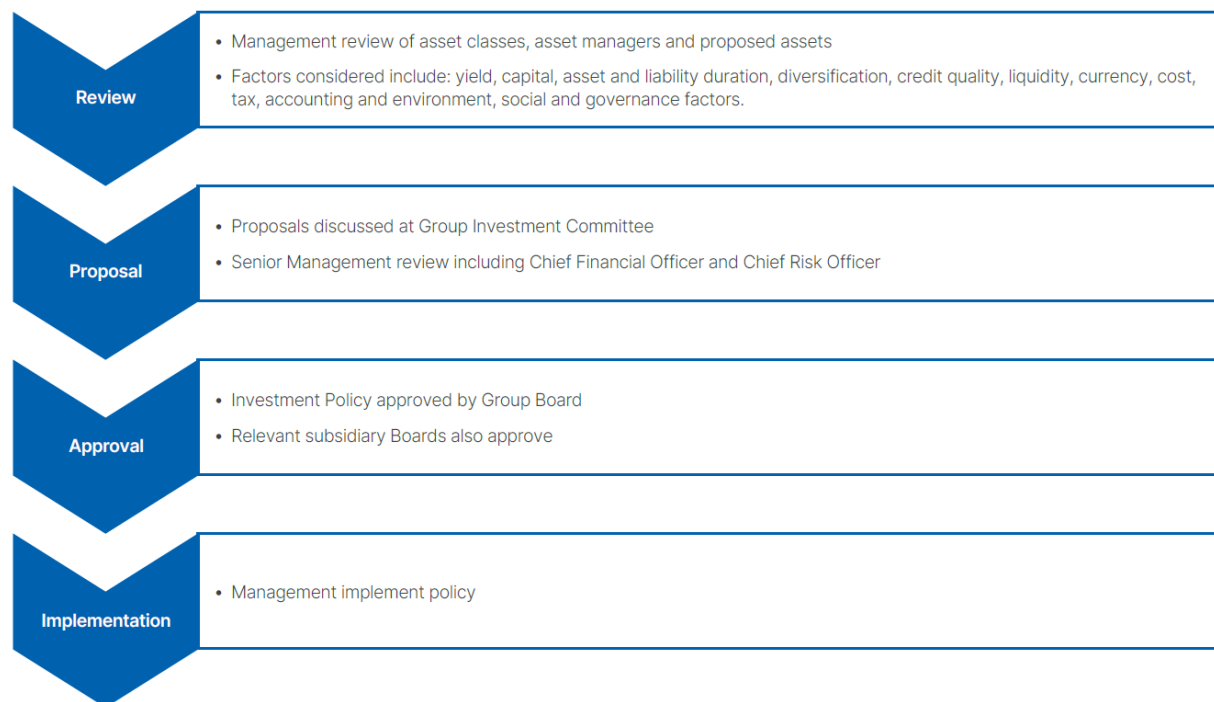 Review
• Management review of asset classes, asset managers and proposed assets
• Factors considered include: yield, capital, asset and liability duration, diversification, credit quality, liquidity, currency, cost,
tax, accounting and environment, social and governance factors.
Proposal
• Proposals discussed at Group Investment Committee
• Senior Management review including Chief Financial Officer and Chief Risk Officer
Approval
• Investment Policy approved by Group Board
• Relevant subsidiary Boards also approve
Implementation
• Management implement policy